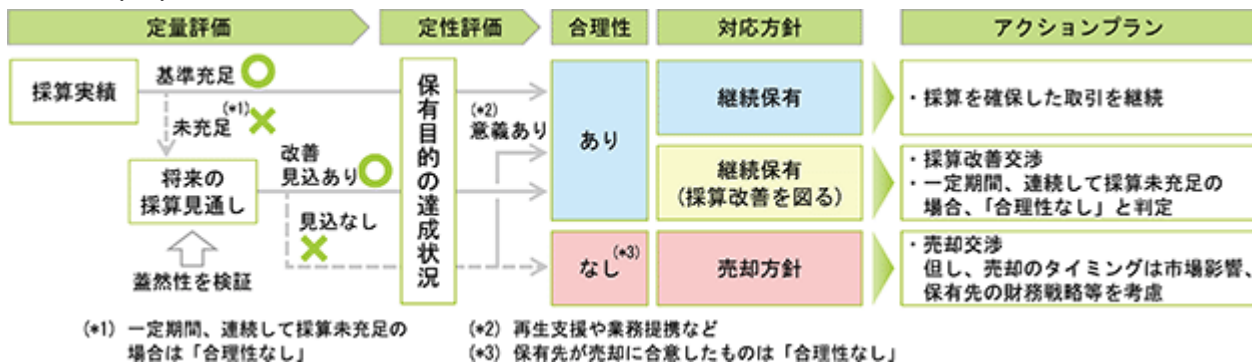 定量評価
定性評価
合理性
対応方針
アクションプラン
採算実績
基準充足
(*1)
未充足
将来の
採算見通し
改善
見込あり
見込なし
蓋然性を検証
保有目的の達成状況
(*2)
意義あり
あり
なし(*3)
継続保有
継続保有
(採算改善を図る)
売却方針
・採算を確保した取引を継続
・採算改善交渉
・一定期間、連続して採算未充足の
場合、「合理性なし」と判定
・売却交渉
但し、売却のタイミングは市場影響、
保有先の財務戦略等を考慮
(*1) 一定期間、連続して採算未充足の
場合は「合理性なし」
(*2) 再生支援や業務提携など
(*3) 保有先が売却に合意したものは「合理性なし」